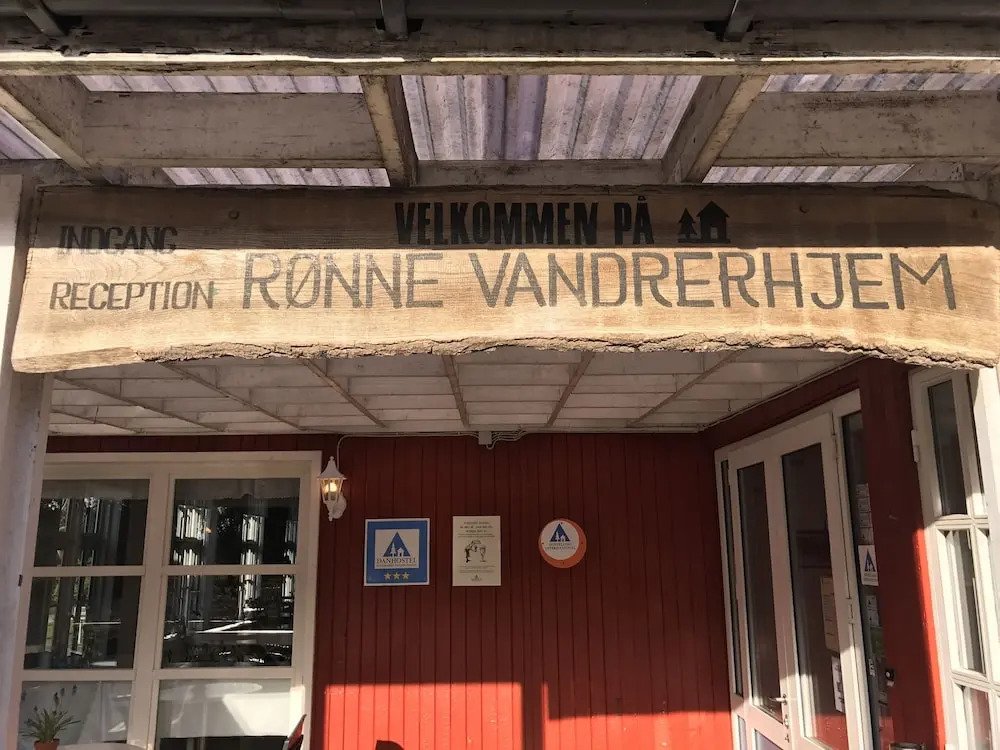 VELKOMMEN PÅ
INDGANG
RECEPTION
RØNNE VANDRERHJEM
DANHOSTEL